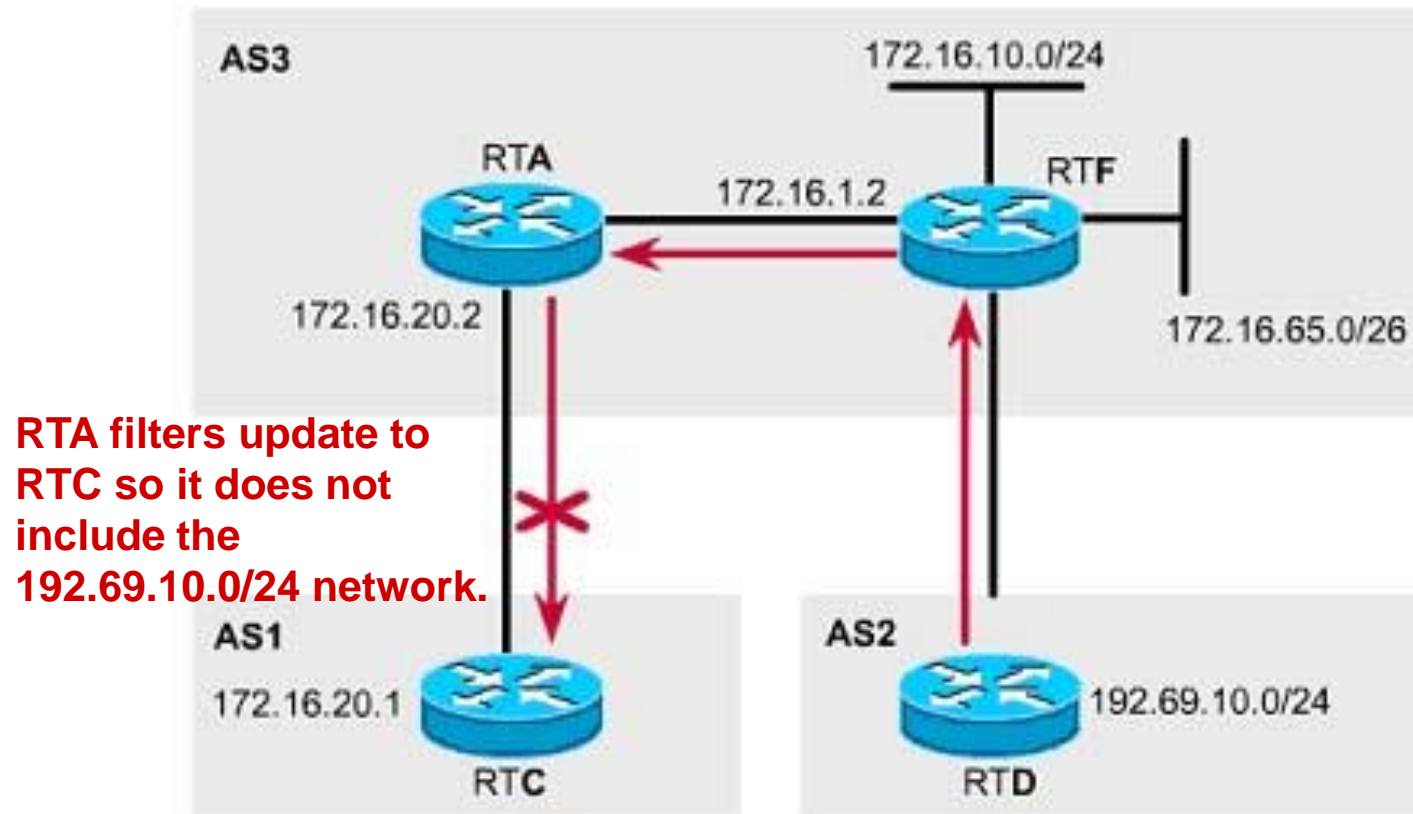 AS3
172.16.10.0/24
RTA
172.16.1.2
RTF
172.16.20.2
172.16.65.0/26
RTA filters update to
RTC so it does not
include the
192.69.10.0/24 network.
AS1
AS2
172.16.20.1
192.69.10.0/24
RTC
RTD